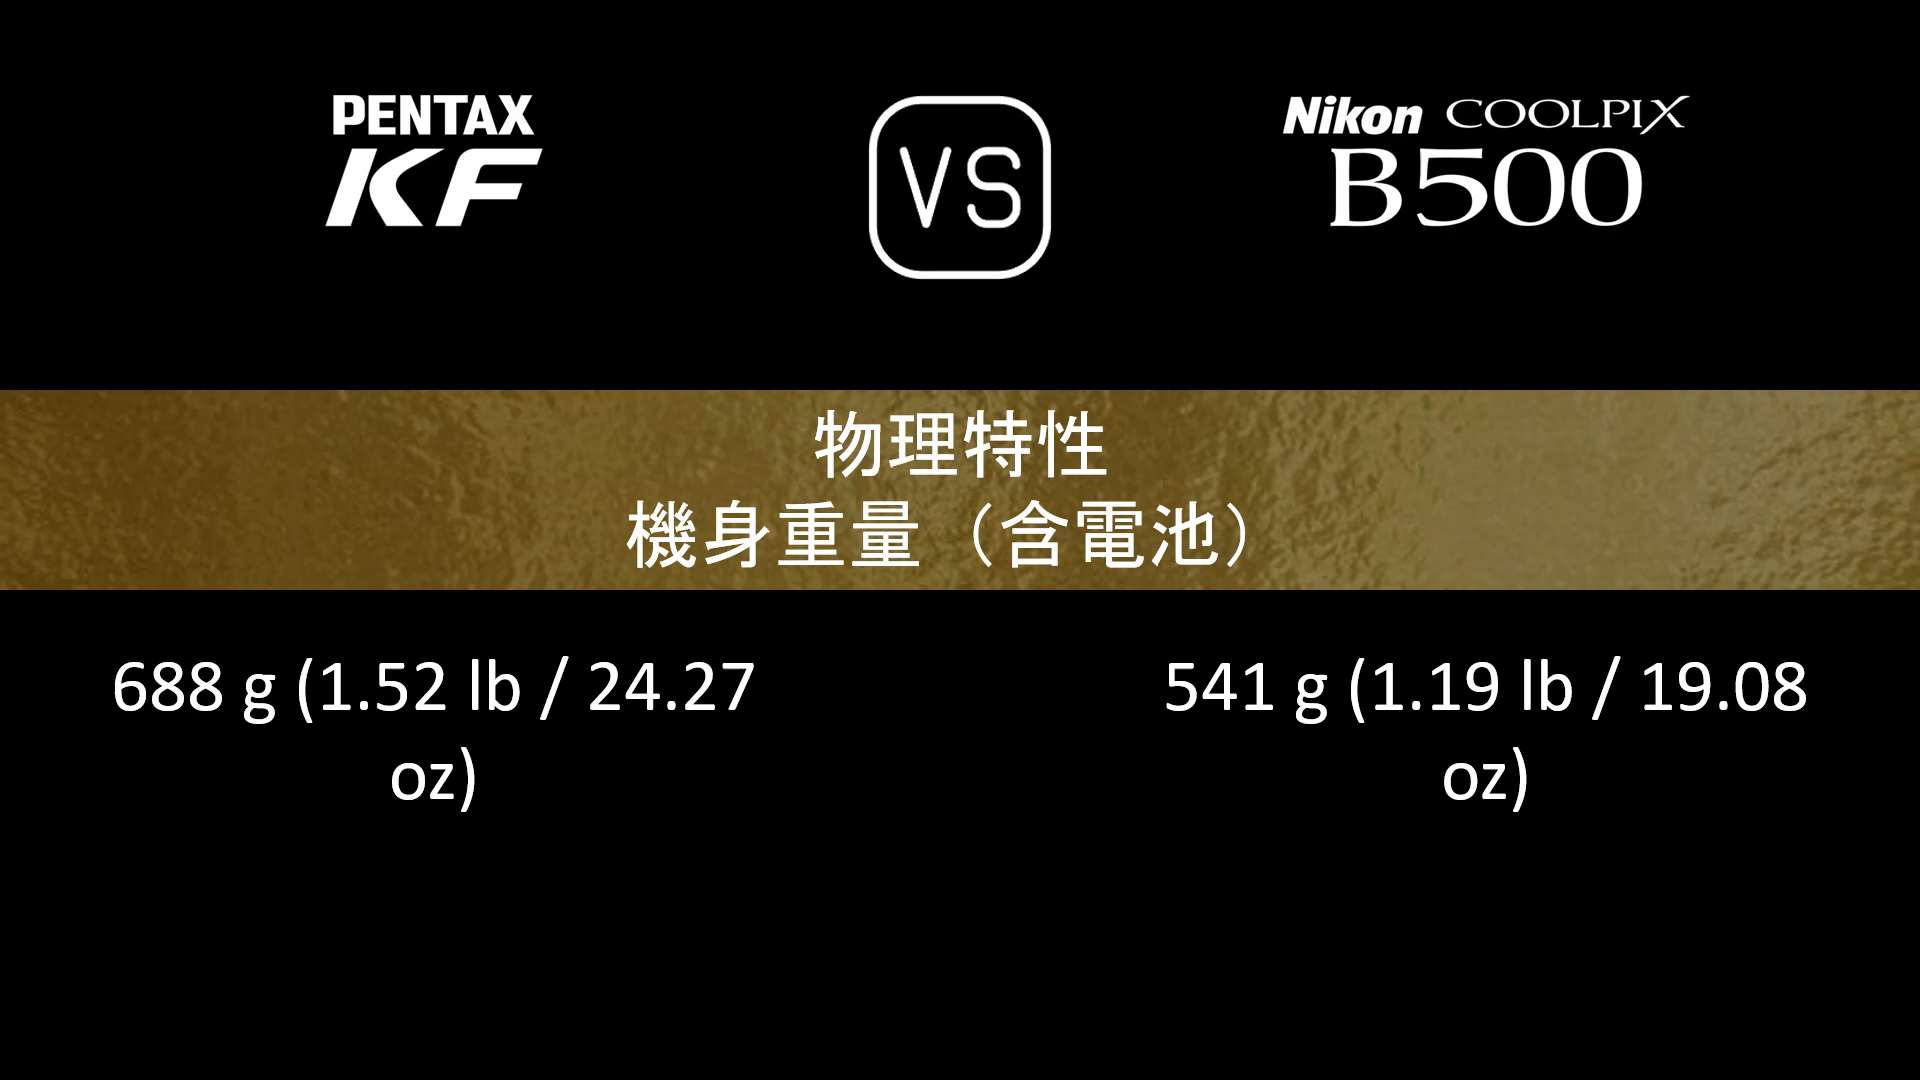 PENTAX
KF
VS
Nikon COOLPIX
B500
物理特性
機身重量（含電池）
688 g (1.52 lb / 24.27
oz)
541 g (1.19 lb / 19.08
oz)